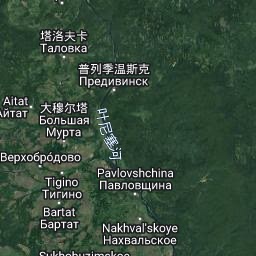 塔洛夫卡
Таловка
普列季温斯克
Предивинск
Aitat
Айтат
大穆尔塔
Большая
Мурта
叶尼塞河
Верхобродово
Tigino
Тигино
Pavlovshchina
Павловщина
Bartat
Бартат
Nakhval'skoye
Нахвальское
Sukhobuzimskoe